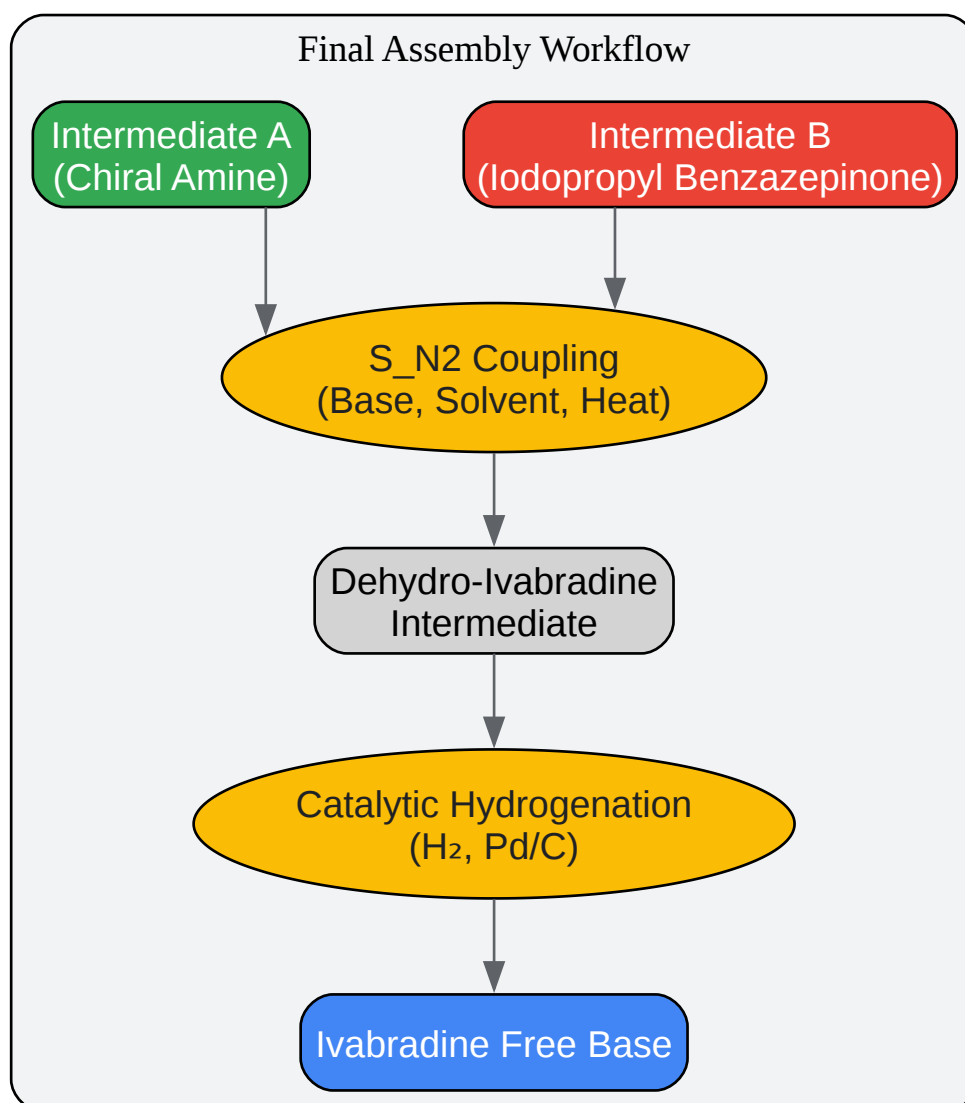 Final Assembly Workflow
Intermediate A
(Chiral Amine)
Intermediate B
(Iodopropyl Benzazepinone)
S_N2 Coupling
(Base, Solvent, Heat)
Dehydro-Ivabradine
Intermediate
Catalytic Hydrogenation
(H₂, Pd/C)
Ivabradine Free Base